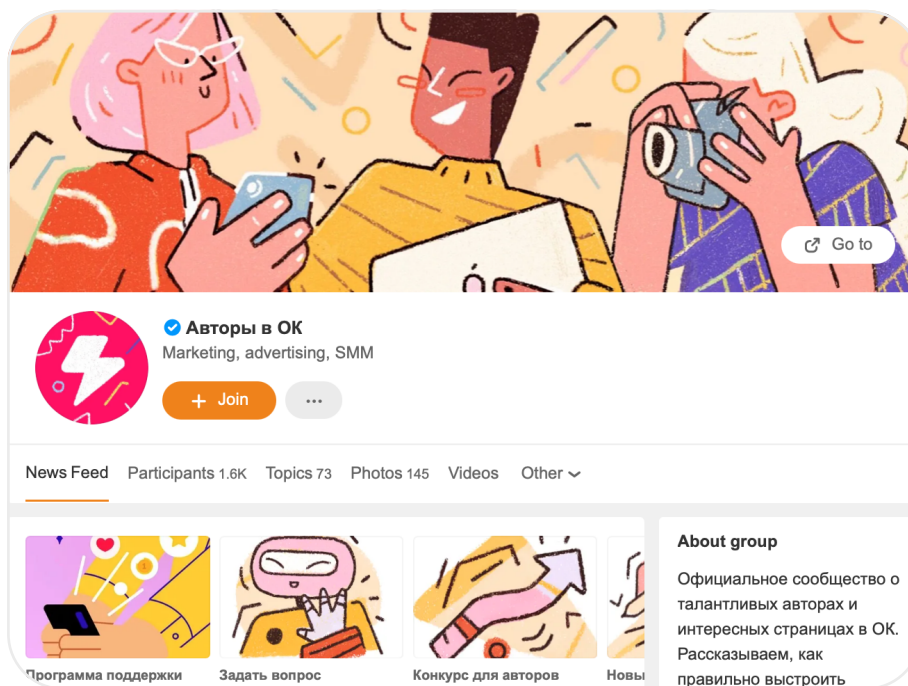 Go to
Авторы в ОК
Marketing, advertising, SMM
+ Join
...
News Feed Participants 1.6K Topics 73 Photos 145 Videos Other
About group
Официальное сообщество о
талантливых авторах и
интересных страницах в ОК.
Рассказываем, как
правильно выстроить
Программа поддержки
Задать вопрос
Конкурс для авторов
Новы